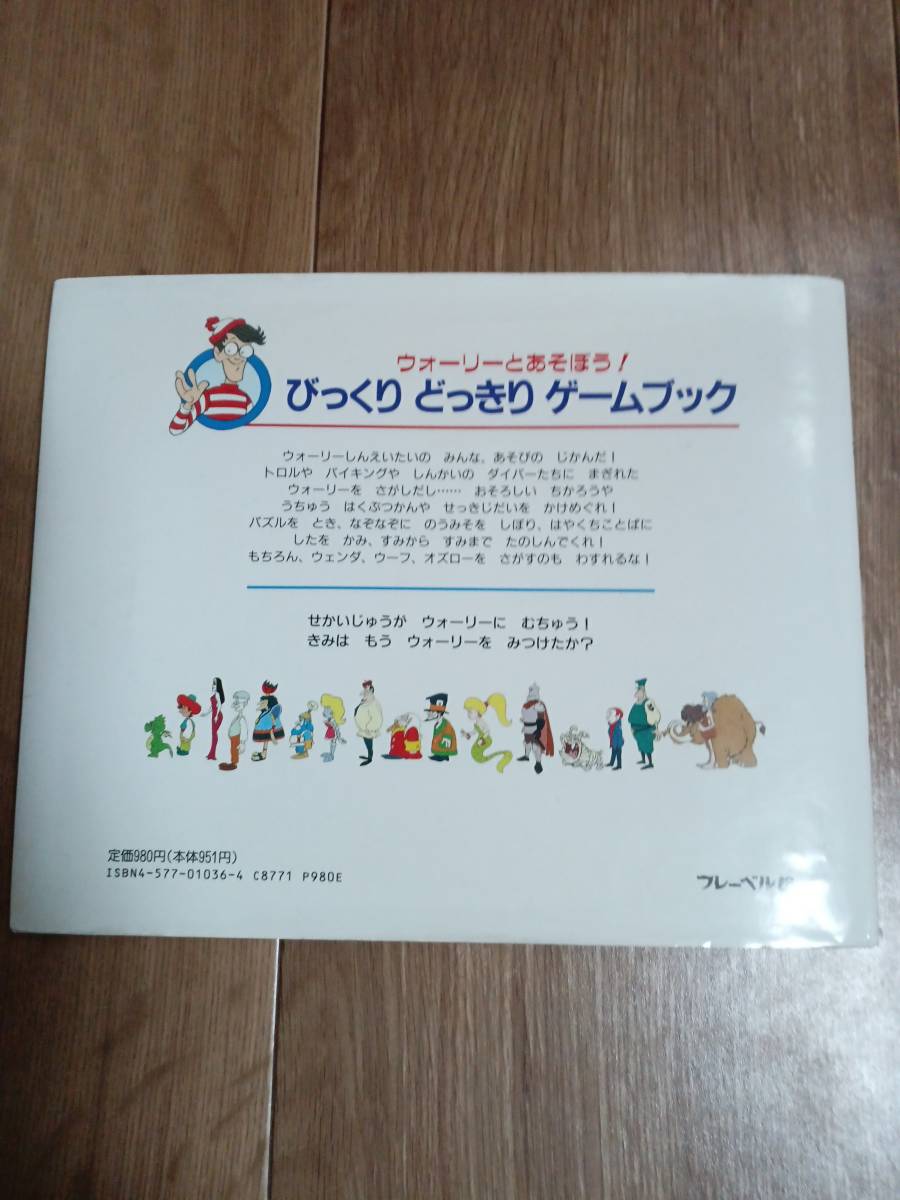 ウォーリーとあそぼう!
びっくり どっきり ゲームブック
ウォーリーしんえいたいの みんな、あそびの じかんだ!
トロルや バイキングや しんかいの ダイバーたちに まぎれた
ウォーリーを さがしだし…… おそろしい ちかろうや
うちゅう はくぶつかんや せっきじだいを かけめぐれ!
パズルを とき、なぞなぞに のうみそを しぼり、はやくちことばに
したを かみ、すみから すみまで たのしんでくれ!
もちろん、ウェンダ、ウーフ、オズローを さがすのも わすれるな!
せかいじゅうが ウォーリーに むちゅう!
きみは もう ウォーリーを みつけたか?
定価980円(本体951円)
ISBN4-577-01036-4 C8771 P980E
フレーベル館